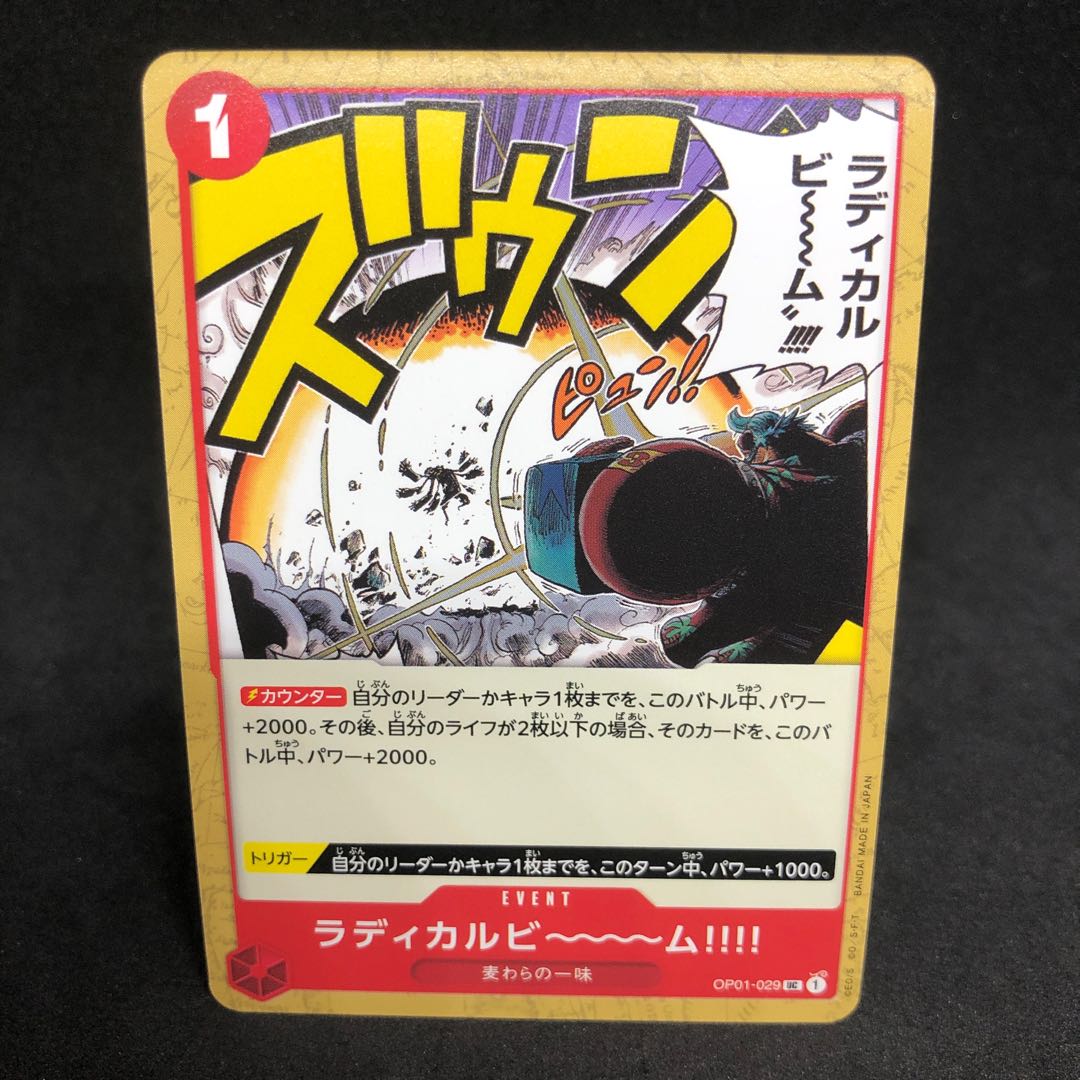 1
ズゥン
ラディカル
ビ〜〜〜ム!!!!
ピュン!!
カウンター 自分のリーダーかキャラ1枚までを、このバトル中、パワー
+2000。その後、自分のライフが2枚以下の場合、そのカードを、このバ
トル中、パワー+2000。
トリガー 自分のリーダーかキャラ1枚までを、このターン中、パワー+1000。
EVENT
ラディカルビ〜〜〜〜ム!!!!
麦わらの一味
OP01-029 UC 1
©E.O/S. ©O/S・F・T BANDAI MADE IN JAPAN